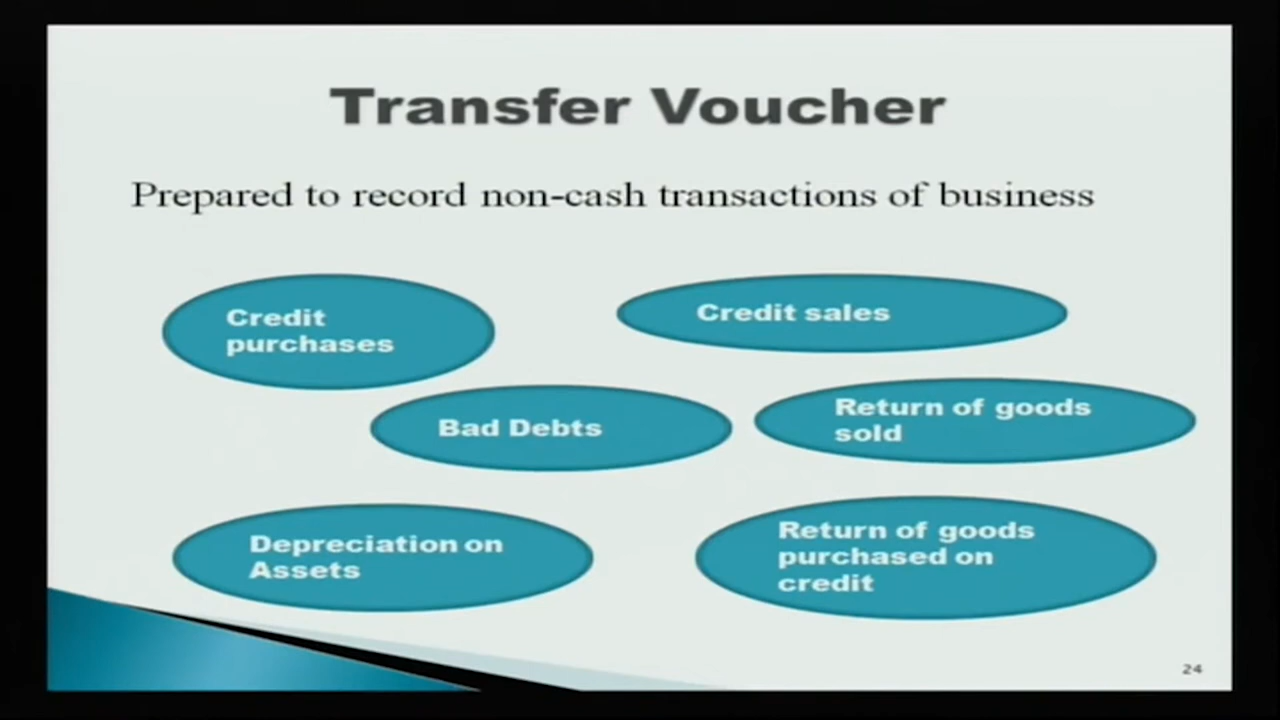 Transfer Voucher
Prepared to record non-cash transactions of business
Credit
purchases
Credit sales
Bad Debts
Return of goods
sold
Depreciation on
Assets
Return of goods
purchased on
credit
24